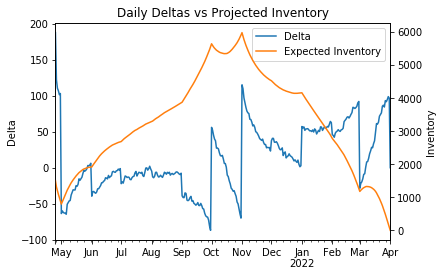 Daily Deltas vs Projected Inventory
200
150
100
50
0
−50
−100
Delta
Delta
Expected Inventory
6000
5000
4000
3000
2000
1000
0
Inventory
May Jun Jul Aug Sep Oct Nov Dec Jan Feb Mar Apr
2022